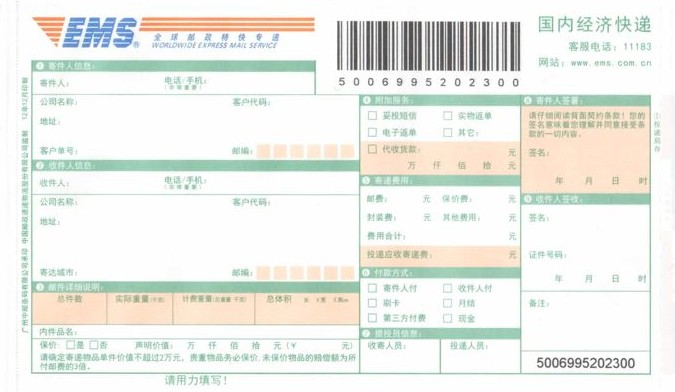 EMS®
全球邮政特快专递
WORLDWIDE EXPRESS MAIL SERVICE
5006995202300
国内经济快递
客服电话：11183
网站：www.ems.com.cn
① 寄件人信息：
寄件人：
电话/手机：
（非常重要）
公司名称：
客户代码：
地址：
客户单号：
邮编：
② 收件人信息：
收件人：
电话/手机：
（非常重要）
公司名称：
客户代码：
地址：
寄达城市：
邮编：
③ 邮件详细说明：
总件数
实际重量（千克）
计费重量（总重量 千克）
总体积
长 X宽 X高cm
内件品名：
保价：□是 □否 声明价值： 万 仟 佰 拾 元（￥ 元）
请确定寄递物品单件价值不超过2万元，贵重物品务必保价。未保价物品的赔偿额为所付邮费的3倍。
④ 附加服务：
□ 妥投短信 □ 实物返单
□ 电子返单 □ 其它：
□ 代收货款： 元
万 仟 佰 拾 元
⑤ 寄递费用：
邮费： 元 保价费： 元
封装费： 元 其他费用： 元
费用合计： 元
投递应收寄递费： 元
⑥ 付款方式：
□ 寄件人付 □ 收件人付
□ 刷卡 □ 月结
□ 第三方付费 □ 现金
⑦ 揽投员信息：
收寄人员：
投递人员：
⑧ 寄件人签署：
请仔细阅读背面契约条款！您的
签名意味着您理解并同意接受条
款的一切内容。
签名：
年 月 日 时
⑨ 收件人签收：
签名：
证件号码：
年 月 日 时
备注：
5006995202300
请用力填写！